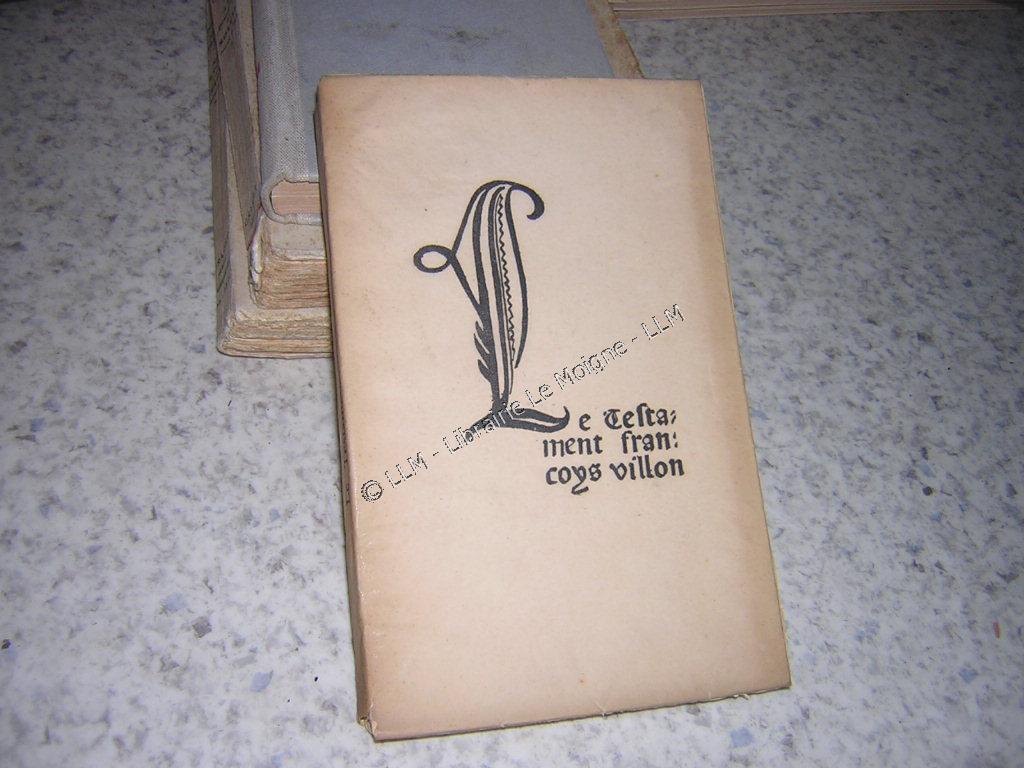 Le Testa:
ment fran:
coys villon
© LLM - Librairie Le Moigne - LLM